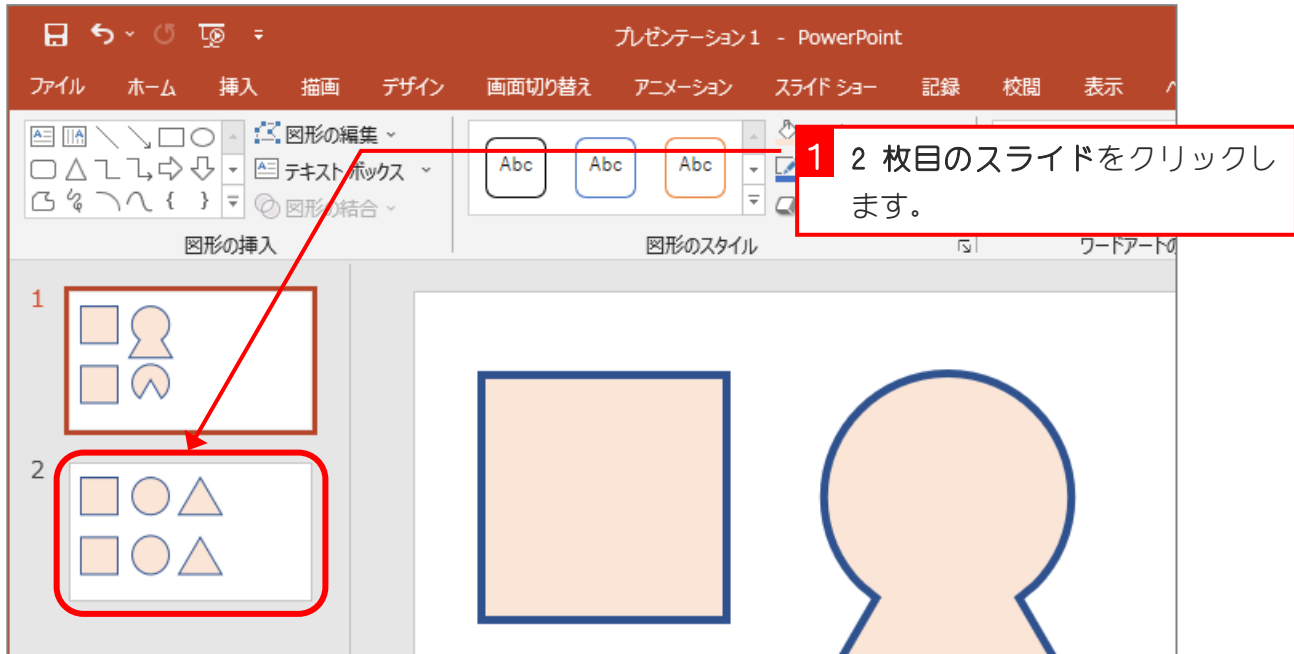 プレゼンテーション1 - PowerPoint
ファイル ホーム 挿入 描画 デザイン 画面切り替え アニメーション スライド ショー 記録 校閲 表示
図形の編集
テキスト ボックス
図形の結合
Abc Abc Abc
図形の挿入
図形のスタイル
ワードアートの
1 2 枚目のスライドをクリックし
ます。
1
2